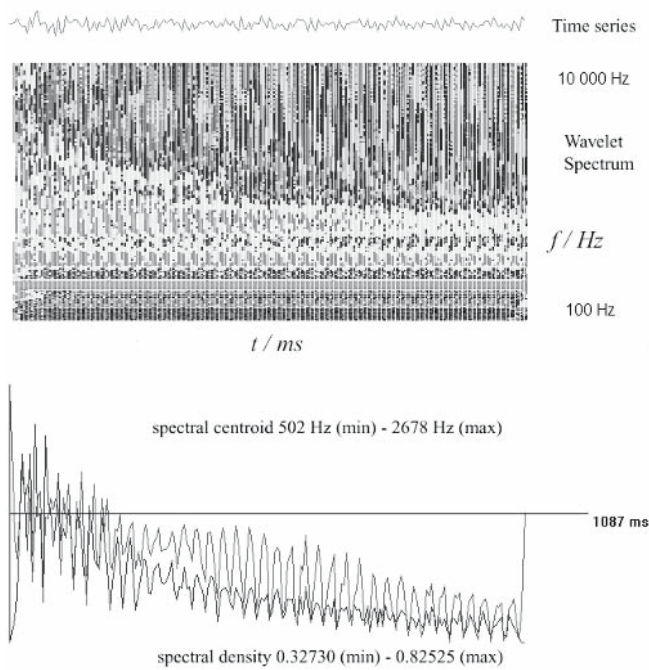 Time series
10 000 Hz
Wavelet
Spectrum
f / Hz
100 Hz
t / ms
spectral centroid 502 Hz (min) - 2678 Hz (max)
1087 ms
spectral density 0.32730 (min) - 0.82525 (max)